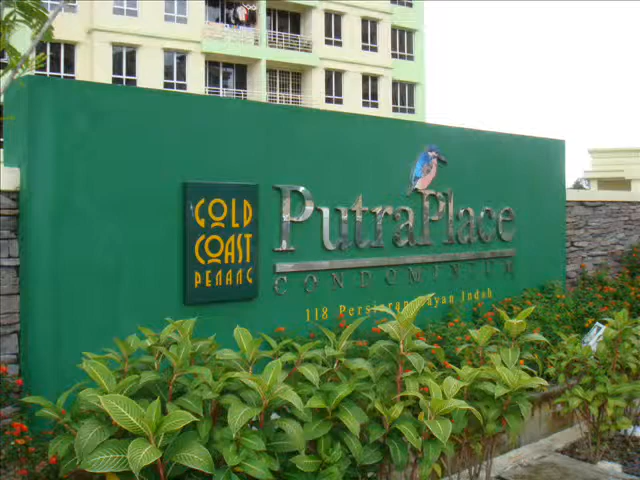 GOLD
COAST
PENANG
PutraPlace
CONDOMINIUM
118 Persiaran Bayan Indah